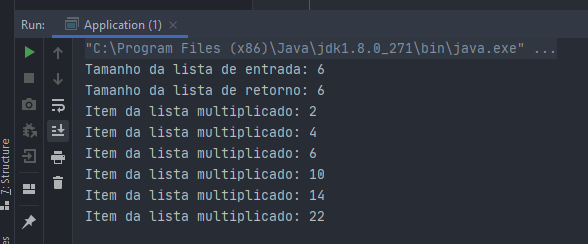 Run: Application (1) ×
"C:\Program Files (x86)\Java\jdk1.8.0_271\bin\java.exe" ...
Tamanho da lista de entrada: 6
Tamanho da lista de retorno: 6
Item da lista multiplicado: 2
Item da lista multiplicado: 4
Item da lista multiplicado: 6
Item da lista multiplicado: 10
Item da lista multiplicado: 14
Item da lista multiplicado: 22
7: Structure